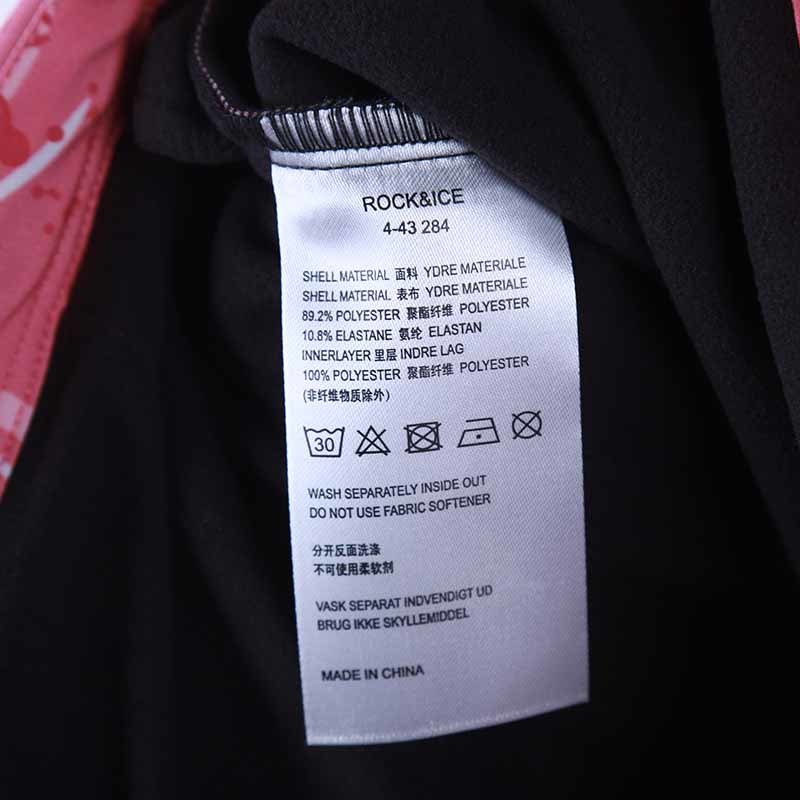 ROCK&ICE
4-43 284
SHELL MATERIAL 面料 YDRE MATERIALE
SHELL MATERIAL 表布 YDRE MATERIALE
89.2% POLYESTER 聚酯纤维 POLYESTER
10.8% ELASTANE 氨纶 ELASTAN
INNERLAYER 里层 INDRE LAG
100% POLYESTER 聚酯纤维 POLYESTER
(非纤维物质除外)
30
WASH SEPARATELY INSIDE OUT
DO NOT USE FABRIC SOFTENER
分开反面洗涤
不可使用柔软剂
VASK SEPARAT INDVENDIGT UD
BRUG IKKE SKYLLEMIDDEL
MADE IN CHINA